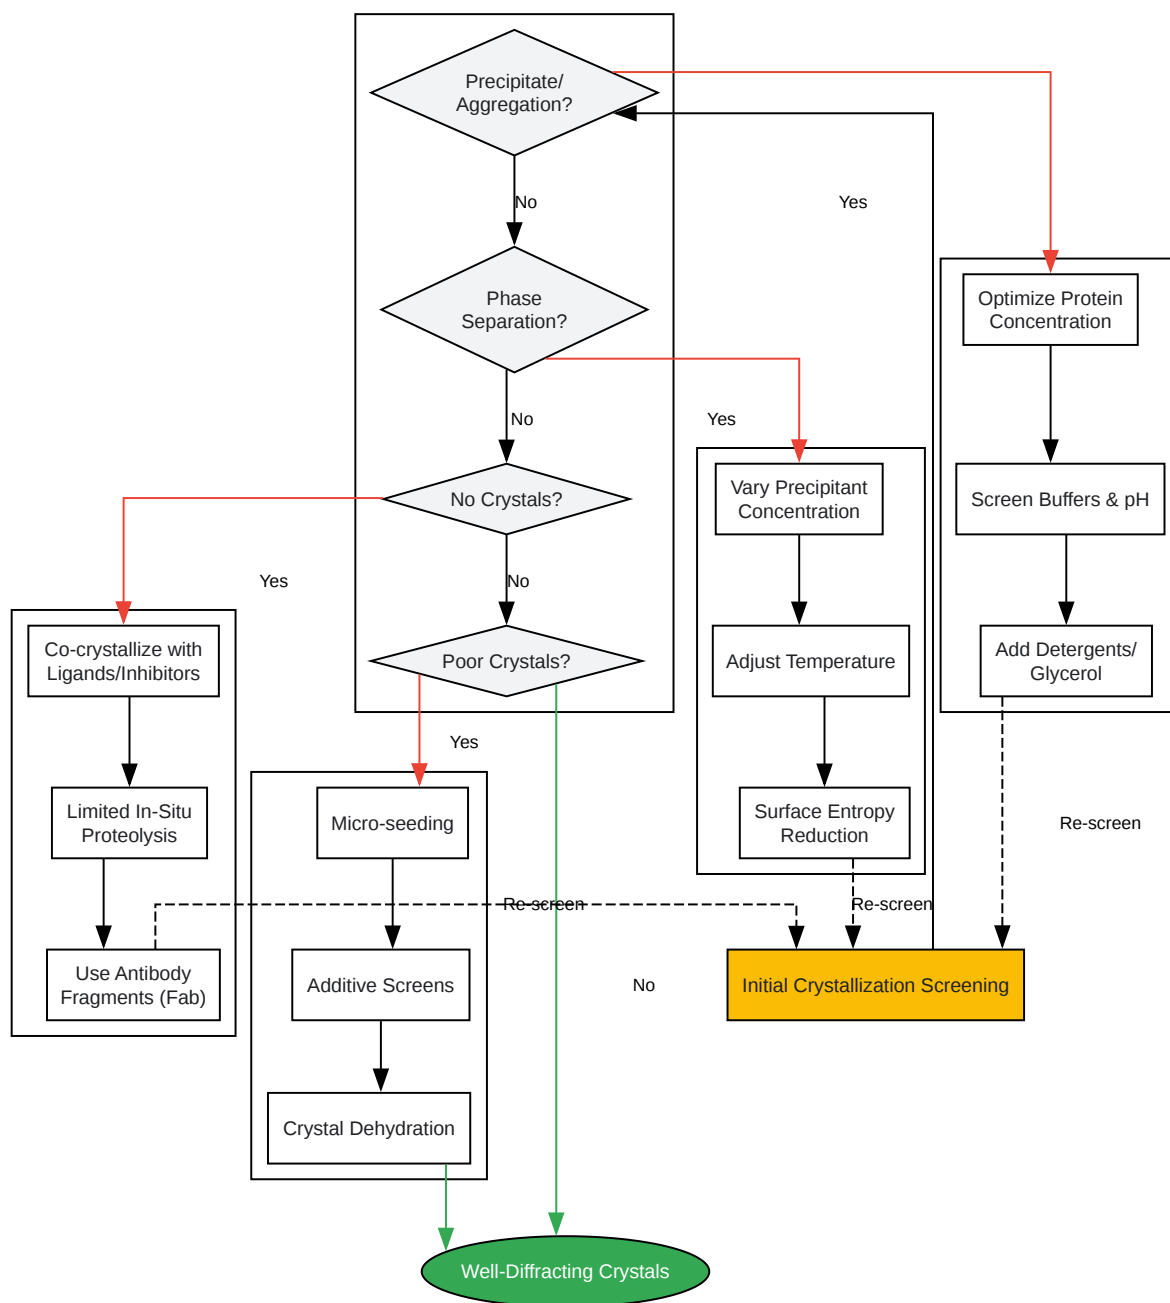 Precipitate/
Aggregation?
No
Yes
Phase
Separation?
Optimize Protein
Concentration
No
Yes
No Crystals?
Vary Precipitant
Concentration
Screen Buffers & pH
Yes
No
Co-crystallize with
Ligands/Inhibitors
Poor Crystals?
Adjust Temperature
Add Detergents/
Glycerol
Yes
Limited In-Situ
Proteolysis
Micro-seeding
Surface Entropy
Reduction
Re-screen
Re-screen
Re-screen
Use Antibody
Fragments (Fab)
Additive Screens
No
Initial Crystallization Screening
Crystal Dehydration
Well-Diffracting Crystals